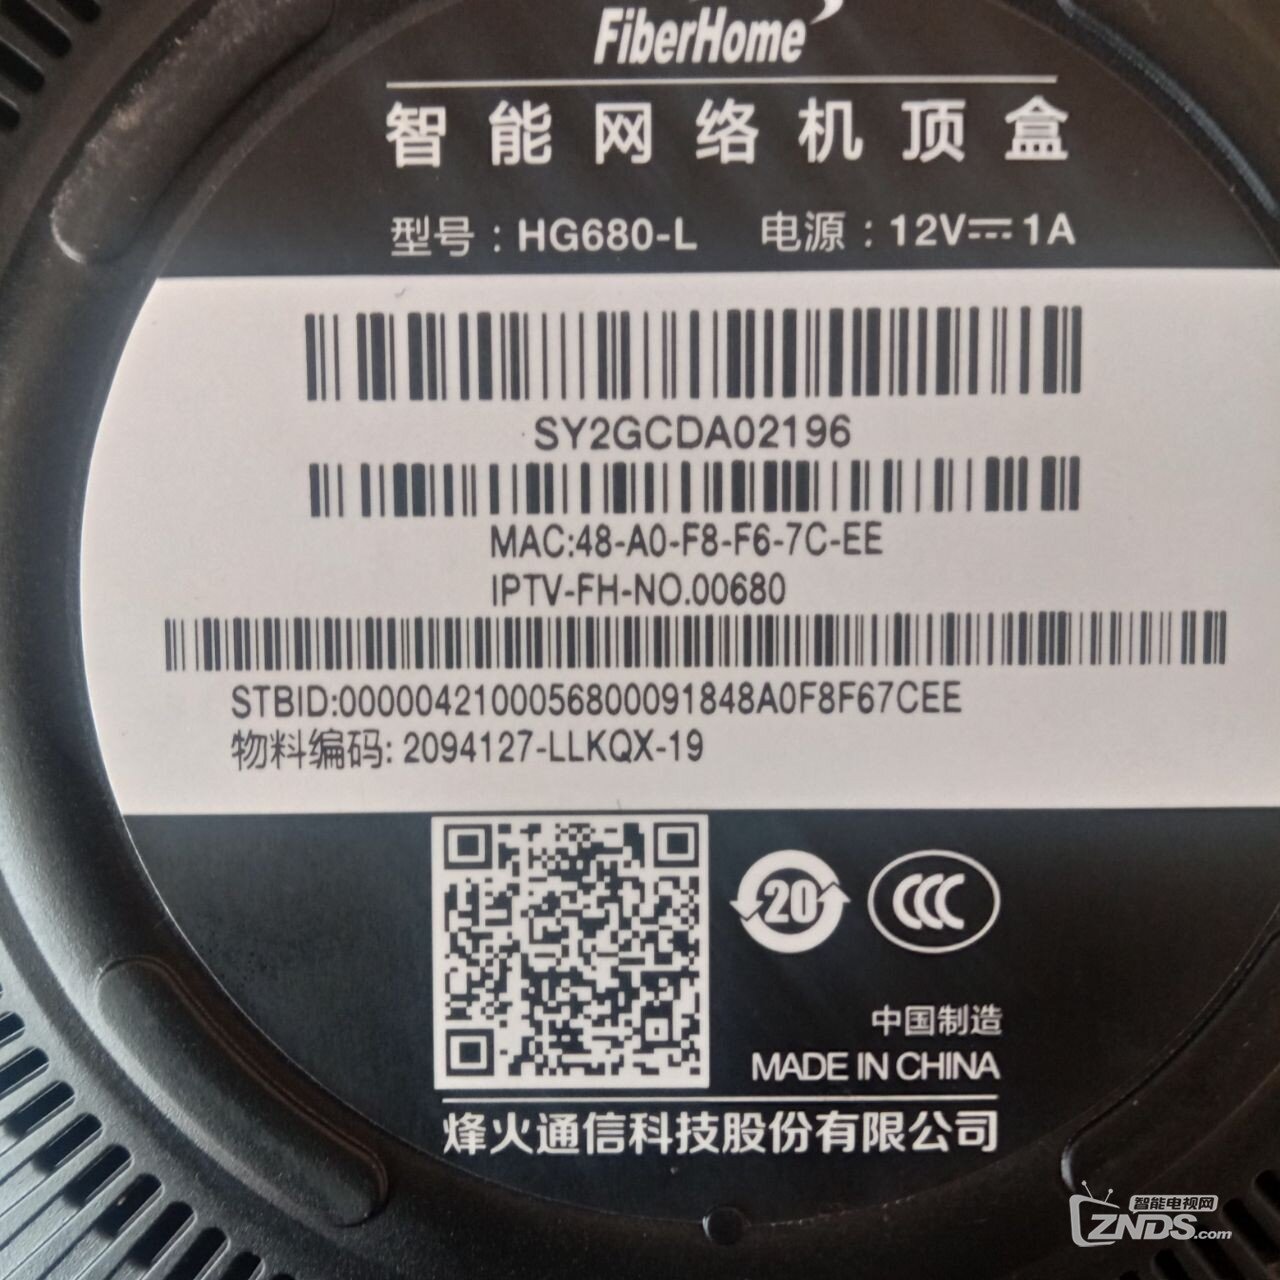 FiberHome
智能网络机顶盒
型号：HG680-L 电源：12V⎓1A
SY2GCDA02196
MAC:48-A0-F8-F6-7C-EE
IPTV-FH-NO.00680
STBID:0000042100056800091848A0F8F67CEE
物料编码: 2094127-LLKQX-19
20 CCC
中国制造
MADE IN CHINA
烽火通信科技股份有限公司
智能电视网
ZNDS.com